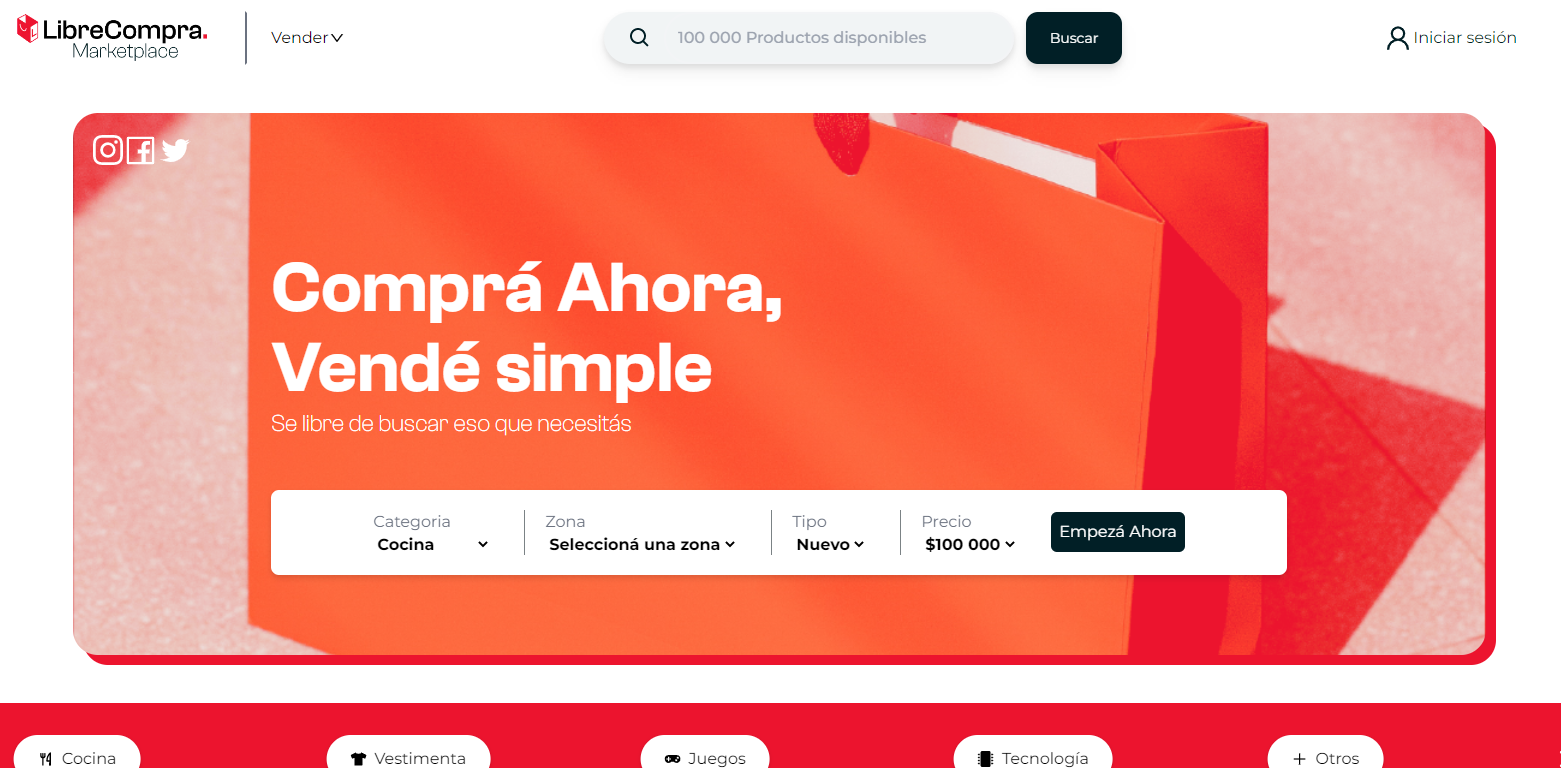 LibreCompra.
Marketplace
Vender
100 000 Productos disponibles
Buscar
Iniciar sesión
Comprá Ahora,
Vendé simple
Se libre de buscar eso que necesitás
Categoria
Cocina
Zona
Seleccioná una zona
Tipo
Nuevo
Precio
$100 000
Empezá Ahora
Cocina
Vestimenta
Juegos
Tecnología
Otros